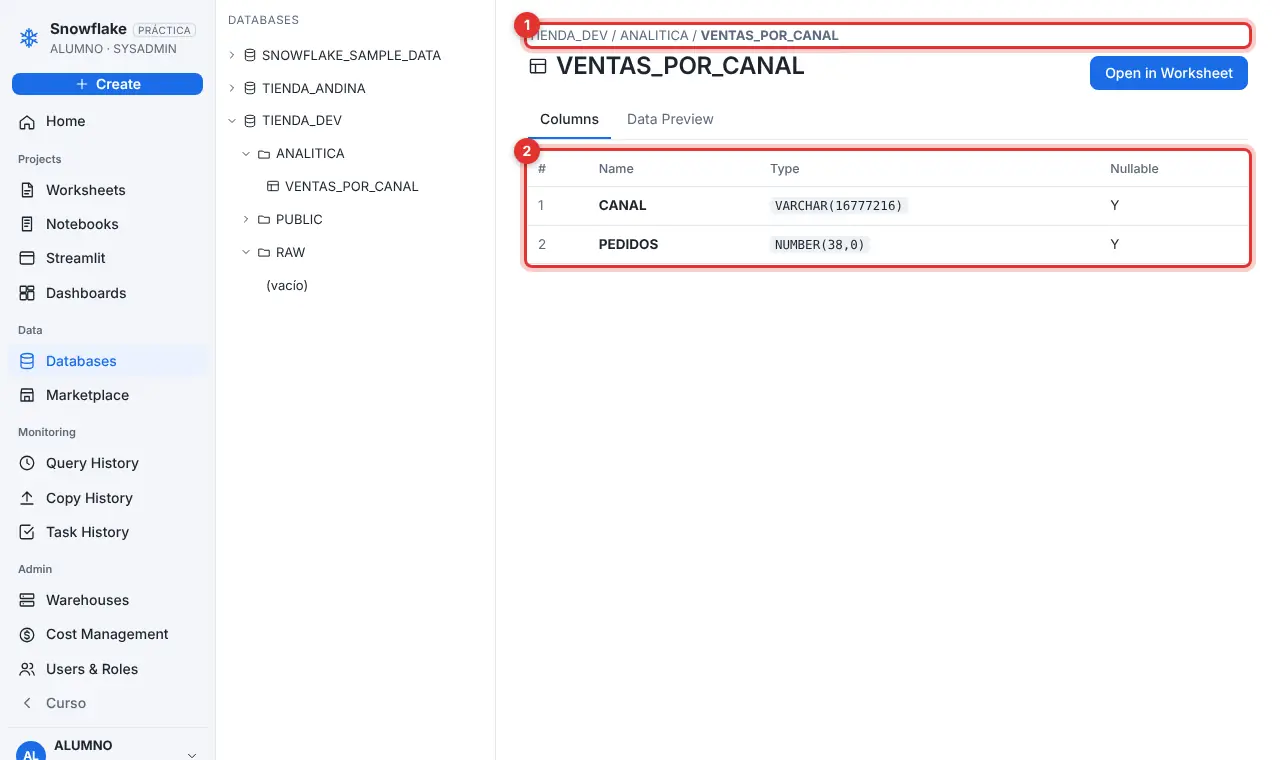 Snowflake PRÁCTICA
ALUMNO · SYSADMIN
+ Create
Home
Projects
Worksheets
Notebooks
Streamlit
Dashboards
Data
Databases
Marketplace
Monitoring
Query History
Copy History
Task History
Admin
Warehouses
Cost Management
Users & Roles
Curso
AL
ALUMNO
DATABASES
SNOWFLAKE_SAMPLE_DATA
TIENDA_ANDINA
TIENDA_DEV
ANALITICA
VENTAS_POR_CANAL
PUBLIC
RAW
(vacío)
1
TIENDA_DEV / ANALITICA / VENTAS_POR_CANAL
VENTAS_POR_CANAL
Open in Worksheet
Columns Data Preview
2
# Name Type Nullable
1 CANAL VARCHAR(16777216) Y
2 PEDIDOS NUMBER(38,0) Y